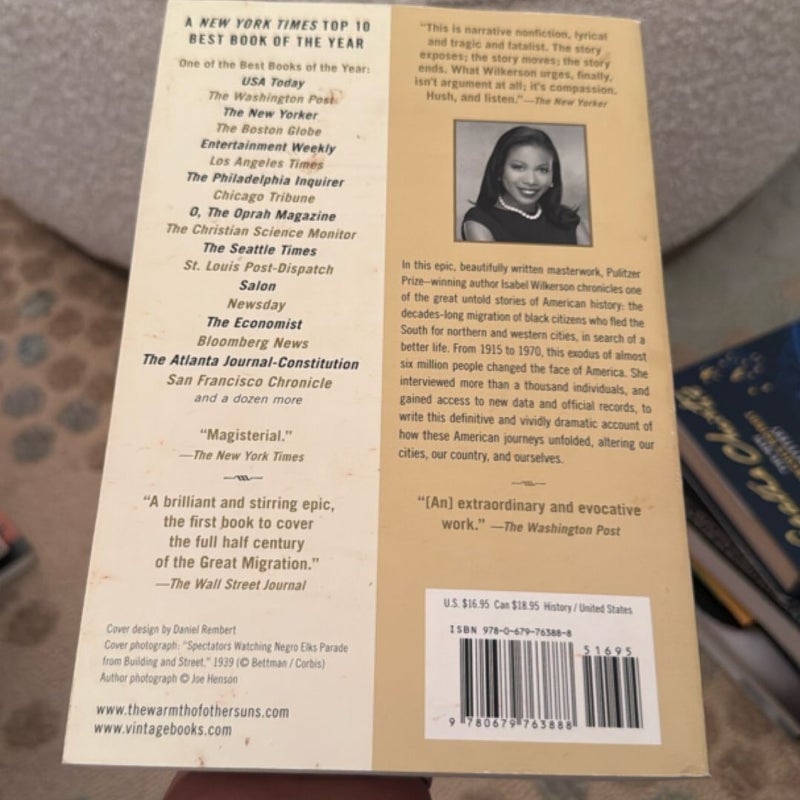 A NEW YORK TIMES TOP 10
BEST BOOK OF THE YEAR
One of the Best Books of the Year:
USA Today
The Washington Post
The New Yorker
The Boston Globe
Entertainment Weekly
Los Angeles Times
The Philadelphia Inquirer
Chicago Tribune
O, The Oprah Magazine
The Christian Science Monitor
The Seattle Times
St. Louis Post-Dispatch
Salon
Newsday
The Economist
Bloomberg News
The Atlanta Journal-Constitution
San Francisco Chronicle
and a dozen more
"Magisterial."
—The New York Times
"A brilliant and stirring epic,
the first book to cover
the full half century
of the Great Migration."
—The Wall Street Journal
Cover design by Daniel Rembert
Cover photograph: "Spectators Watching Negro Elks Parade
from Building and Street," 1939 (© Bettman / Corbis)
Author photograph © Joe Henson
www.thewarmthofothersuns.com
www.vintagebooks.com
"This is narrative nonfiction, lyrical
and tragic and fatalist. The story
exposes; the story moves; the story
ends. What Wilkerson urges, finally,
isn't argument at all; it's compassion.
Hush, and listen."—The New Yorker
In this epic, beautifully written masterwork, Pulitzer
Prize–winning author Isabel Wilkerson chronicles one
of the great untold stories of American history: the
decades-long migration of black citizens who fled the
South for northern and western cities, in search of a
better life. From 1915 to 1970, this exodus of almost
six million people changed the face of America. She
interviewed more than a thousand individuals, and
gained access to new data and official records, to
write this definitive and vividly dramatic account of
how these American journeys unfolded, altering our
cities, our country, and ourselves.
"[An] extraordinary and evocative
work." —The Washington Post
U.S. $16.95 Can $18.95 History / United States
ISBN 978-0-679-76388-8
51695
9 780679 763888